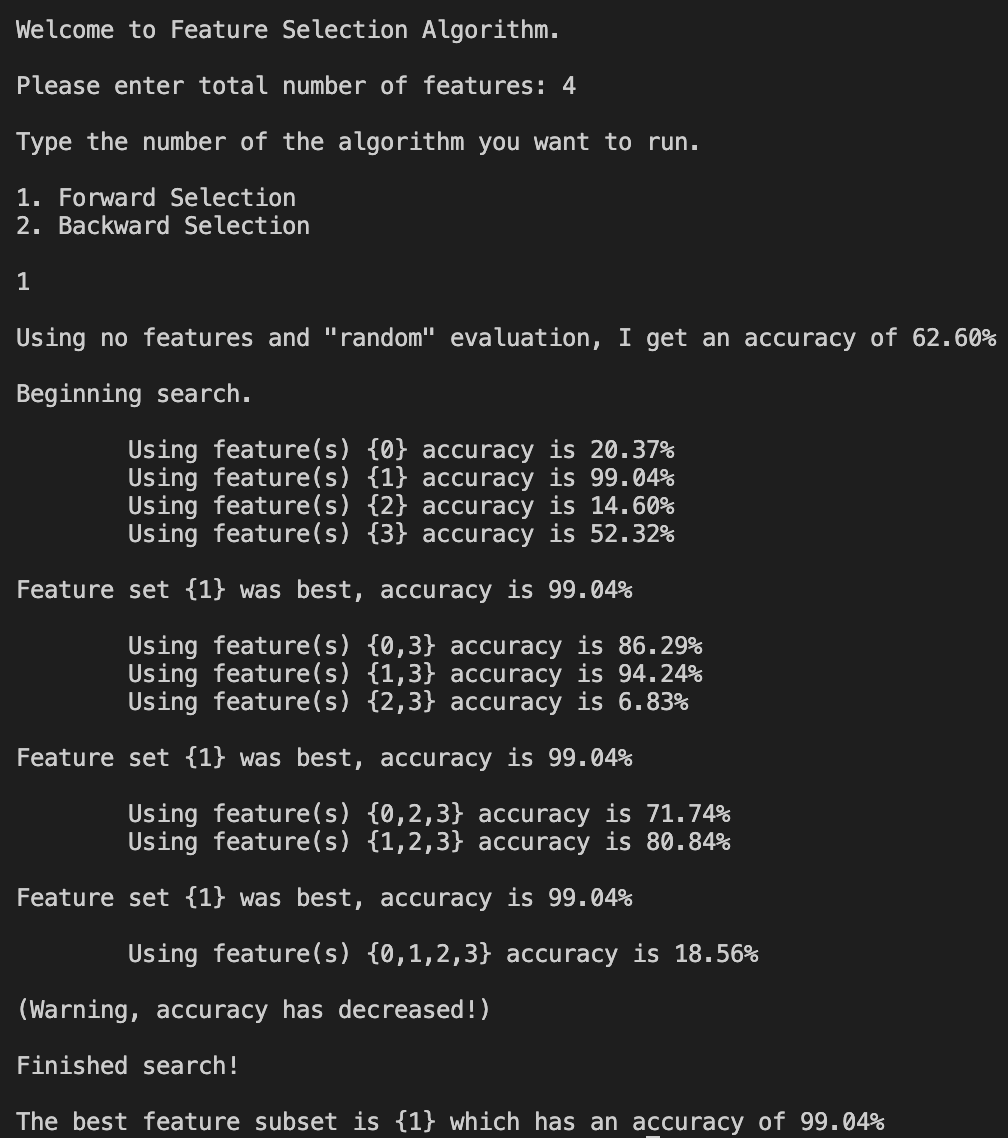 Welcome to Feature Selection Algorithm.
Please enter total number of features: 4
Type the number of the algorithm you want to run.
1. Forward Selection
2. Backward Selection
1
Using no features and "random" evaluation, I get an accuracy of 62.60%
Beginning search.
Using feature(s) {0} accuracy is 20.37%
Using feature(s) {1} accuracy is 99.04%
Using feature(s) {2} accuracy is 14.60%
Using feature(s) {3} accuracy is 52.32%
Feature set {1} was best, accuracy is 99.04%
Using feature(s) {0,3} accuracy is 86.29%
Using feature(s) {1,3} accuracy is 94.24%
Using feature(s) {2,3} accuracy is 6.83%
Feature set {1} was best, accuracy is 99.04%
Using feature(s) {0,2,3} accuracy is 71.74%
Using feature(s) {1,2,3} accuracy is 80.84%
Feature set {1} was best, accuracy is 99.04%
Using feature(s) {0,1,2,3} accuracy is 18.56%
(Warning, accuracy has decreased!)
Finished search!
The best feature subset is {1} which has an accuracy of 99.04%